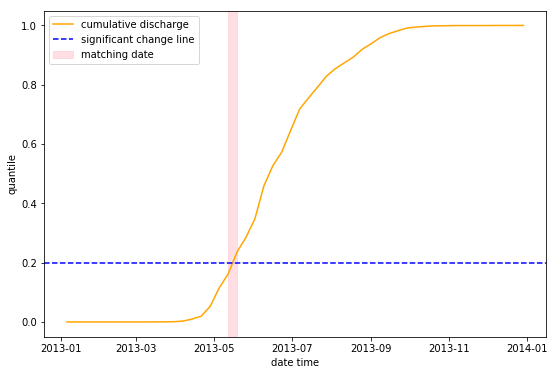 cumulative discharge
significant change line
matching date
1.0
0.8
0.6
0.4
0.2
0.0
quantile
2013-01 2013-03 2013-05 2013-07 2013-09 2013-11 2014-01
date time